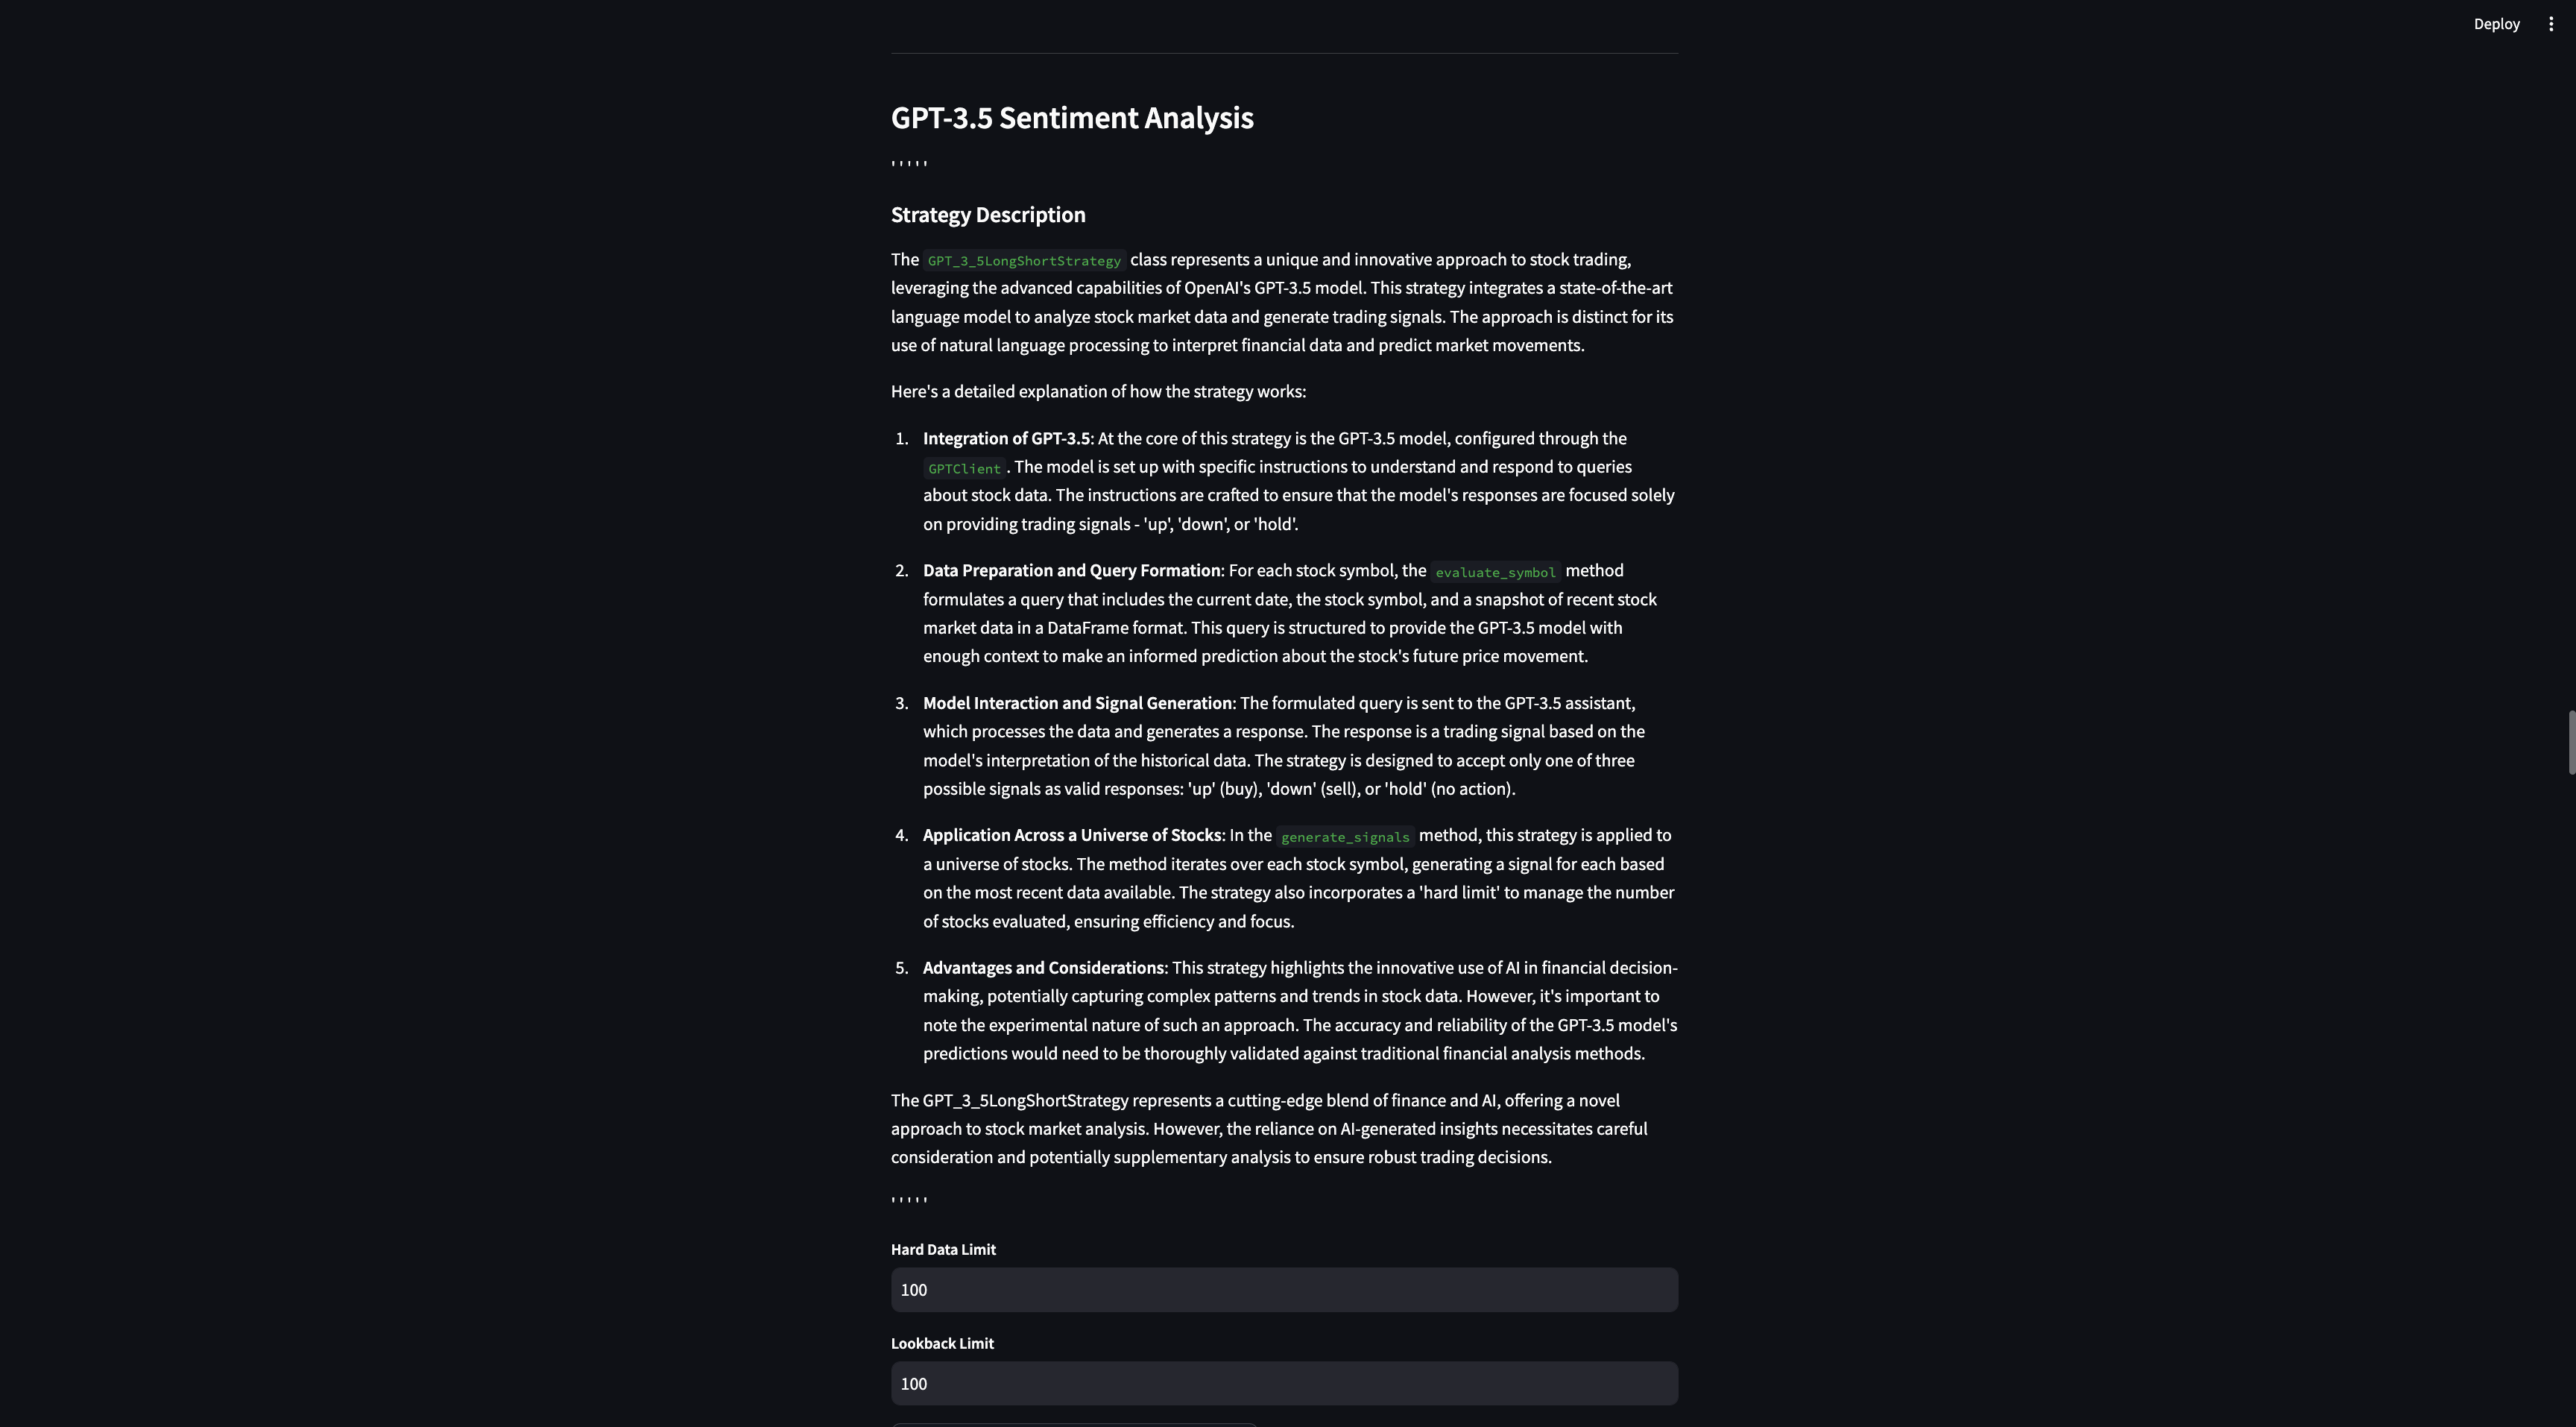 Deploy
GPT-3.5 Sentiment Analysis
'''''
Strategy Description
The GPT_3_5LongShortStrategy class represents a unique and innovative approach to stock trading,
leveraging the advanced capabilities of OpenAI's GPT-3.5 model. This strategy integrates a state-of-the-art
language model to analyze stock market data and generate trading signals. The approach is distinct for its
use of natural language processing to interpret financial data and predict market movements.
Here's a detailed explanation of how the strategy works:
1. Integration of GPT-3.5: At the core of this strategy is the GPT-3.5 model, configured through the
GPTClient . The model is set up with specific instructions to understand and respond to queries
about stock data. The instructions are crafted to ensure that the model's responses are focused solely
on providing trading signals - 'up', 'down', or 'hold'.
2. Data Preparation and Query Formation: For each stock symbol, the evaluate_symbol method
formulates a query that includes the current date, the stock symbol, and a snapshot of recent stock
market data in a DataFrame format. This query is structured to provide the GPT-3.5 model with
enough context to make an informed prediction about the stock's future price movement.
3. Model Interaction and Signal Generation: The formulated query is sent to the GPT-3.5 assistant,
which processes the data and generates a response. The response is a trading signal based on the
model's interpretation of the historical data. The strategy is designed to accept only one of three
possible signals as valid responses: 'up' (buy), 'down' (sell), or 'hold' (no action).
4. Application Across a Universe of Stocks: In the generate_signals method, this strategy is applied to
a universe of stocks. The method iterates over each stock symbol, generating a signal for each based
on the most recent data available. The strategy also incorporates a 'hard limit' to manage the number
of stocks evaluated, ensuring efficiency and focus.
5. Advantages and Considerations: This strategy highlights the innovative use of AI in financial decision-
making, potentially capturing complex patterns and trends in stock data. However, it's important to
note the experimental nature of such an approach. The accuracy and reliability of the GPT-3.5 model's
predictions would need to be thoroughly validated against traditional financial analysis methods.
The GPT_3_5LongShortStrategy represents a cutting-edge blend of finance and AI, offering a novel
approach to stock market analysis. However, the reliance on AI-generated insights necessitates careful
consideration and potentially supplementary analysis to ensure robust trading decisions.
'''''
Hard Data Limit
100
Lookback Limit
100